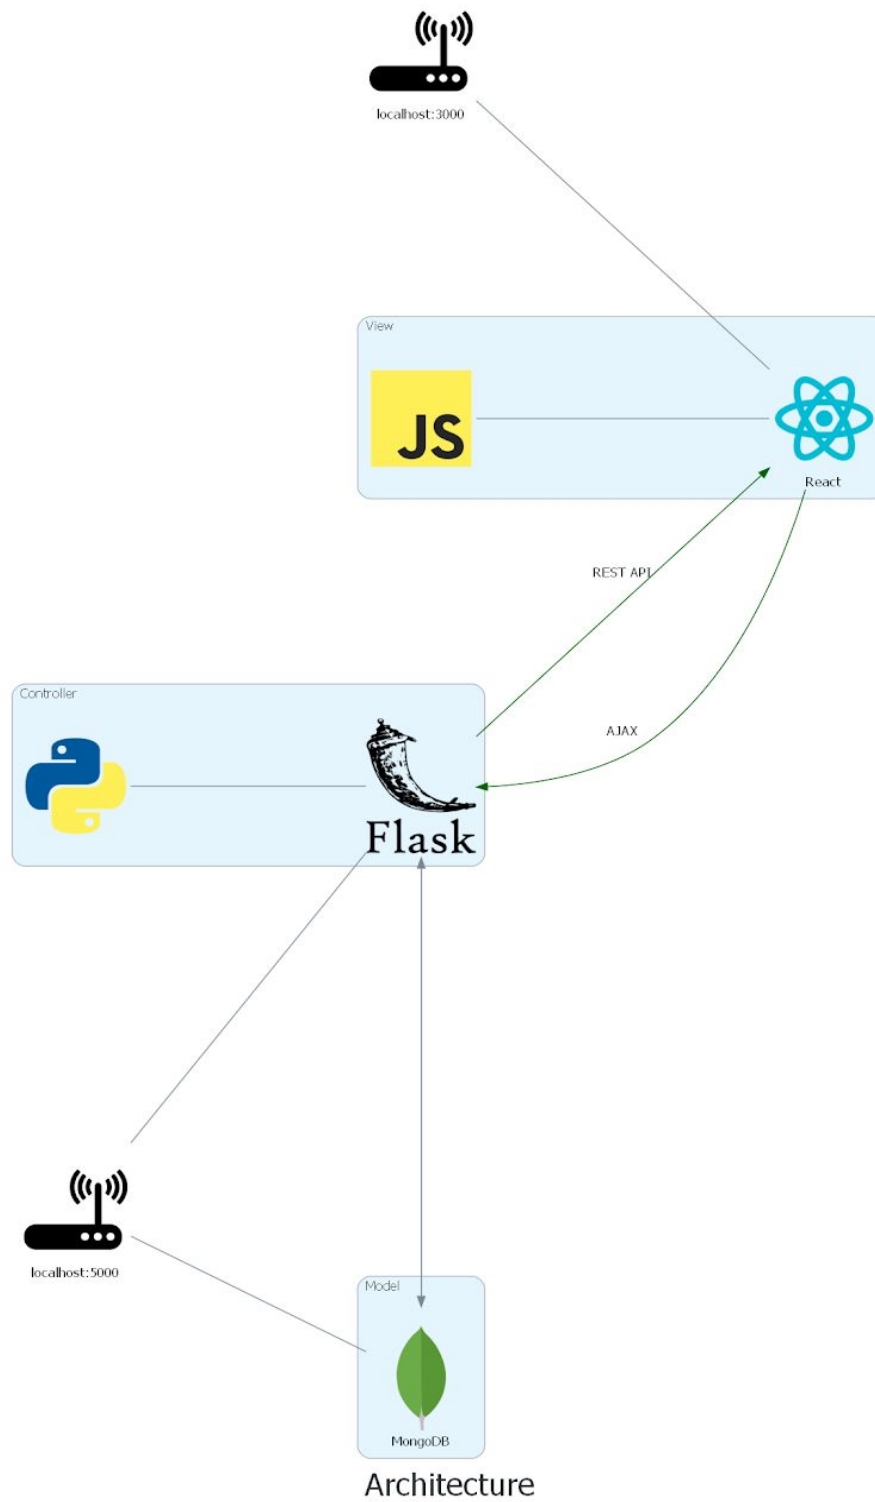 localhost:3000
View
JS
React
REST API
Controller
AJAX
Flask
localhost:5000
Model
MongoDB
Architecture